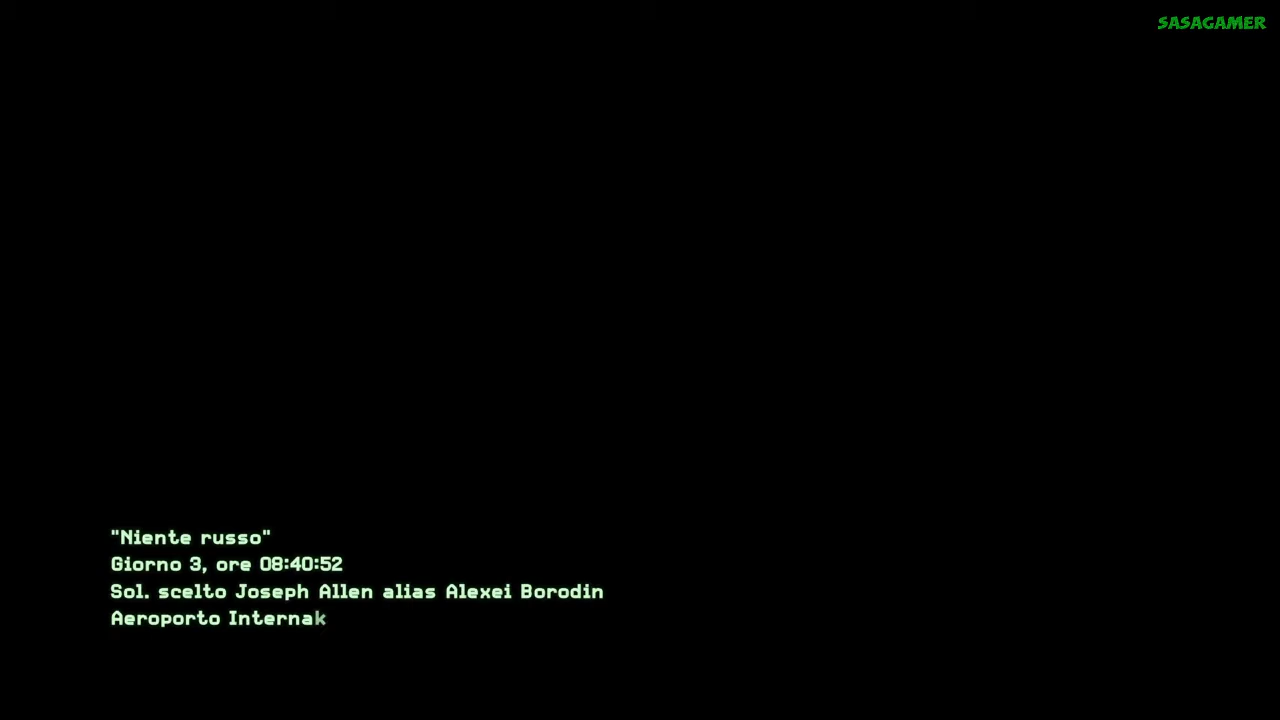 SASAGAMER
"Niente russo"
Giorno 3, ore 08:40:52
Sol. scelto Joseph Allen alias Alexei Borodin
Aeroporto Internak